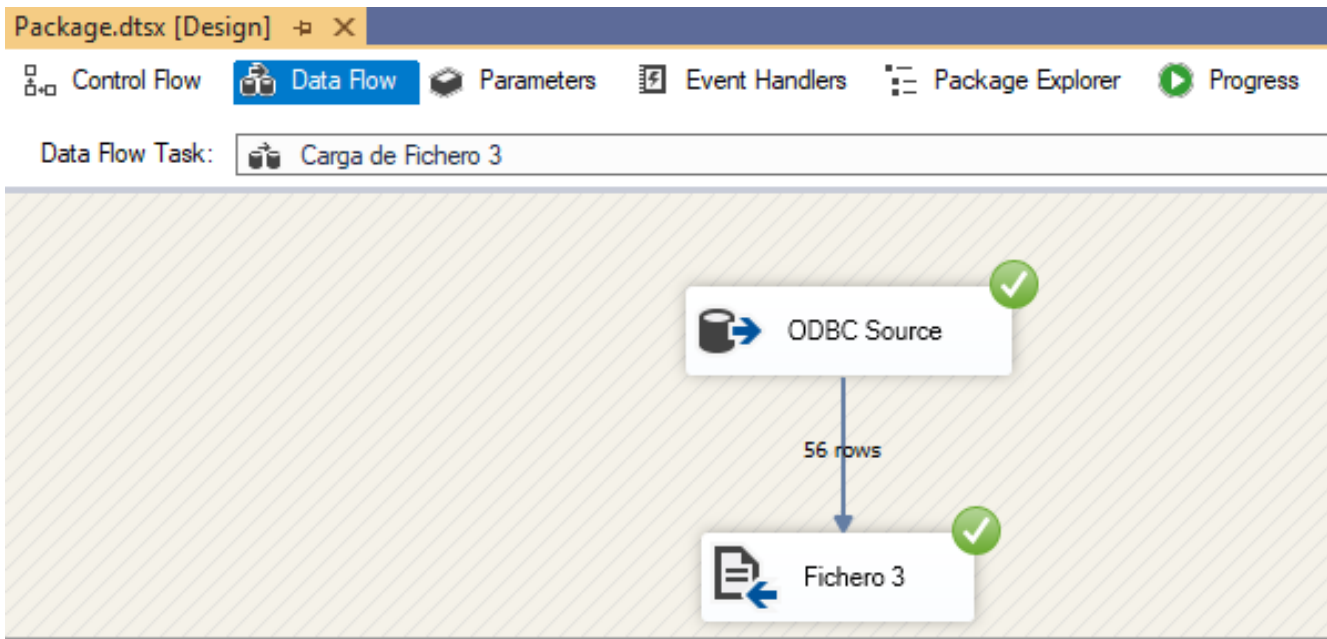 Package.dtsx [Design]
Control Flow Data Flow Parameters Event Handlers Package Explorer Progress
Data Flow Task: Carga de Fichero 3
ODBC Source
56 rows
Fichero 3